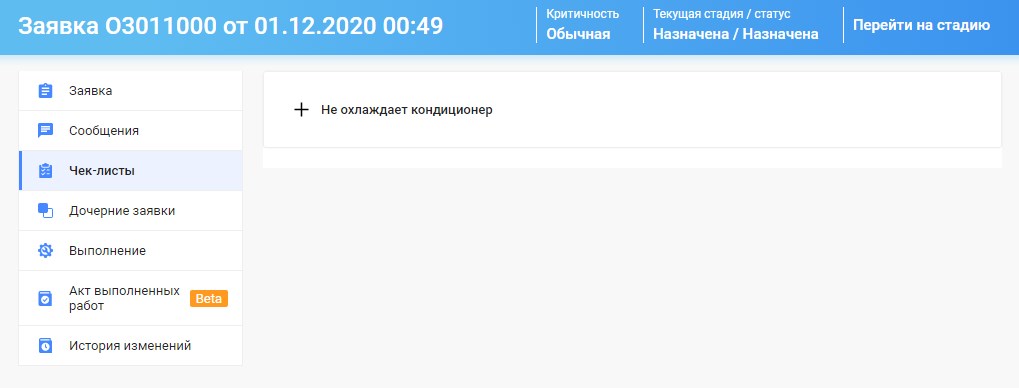 Заявка O3011000 от 01.12.2020 00:49
Критичность
Обычная
Текущая стадия / статус
Назначена / Назначена
Перейти на стадию
Заявка
Сообщения
Чек-листы
Дочерние заявки
Выполнение
Акт выполненных
работ
Beta
История изменений
Не охлаждает кондиционер